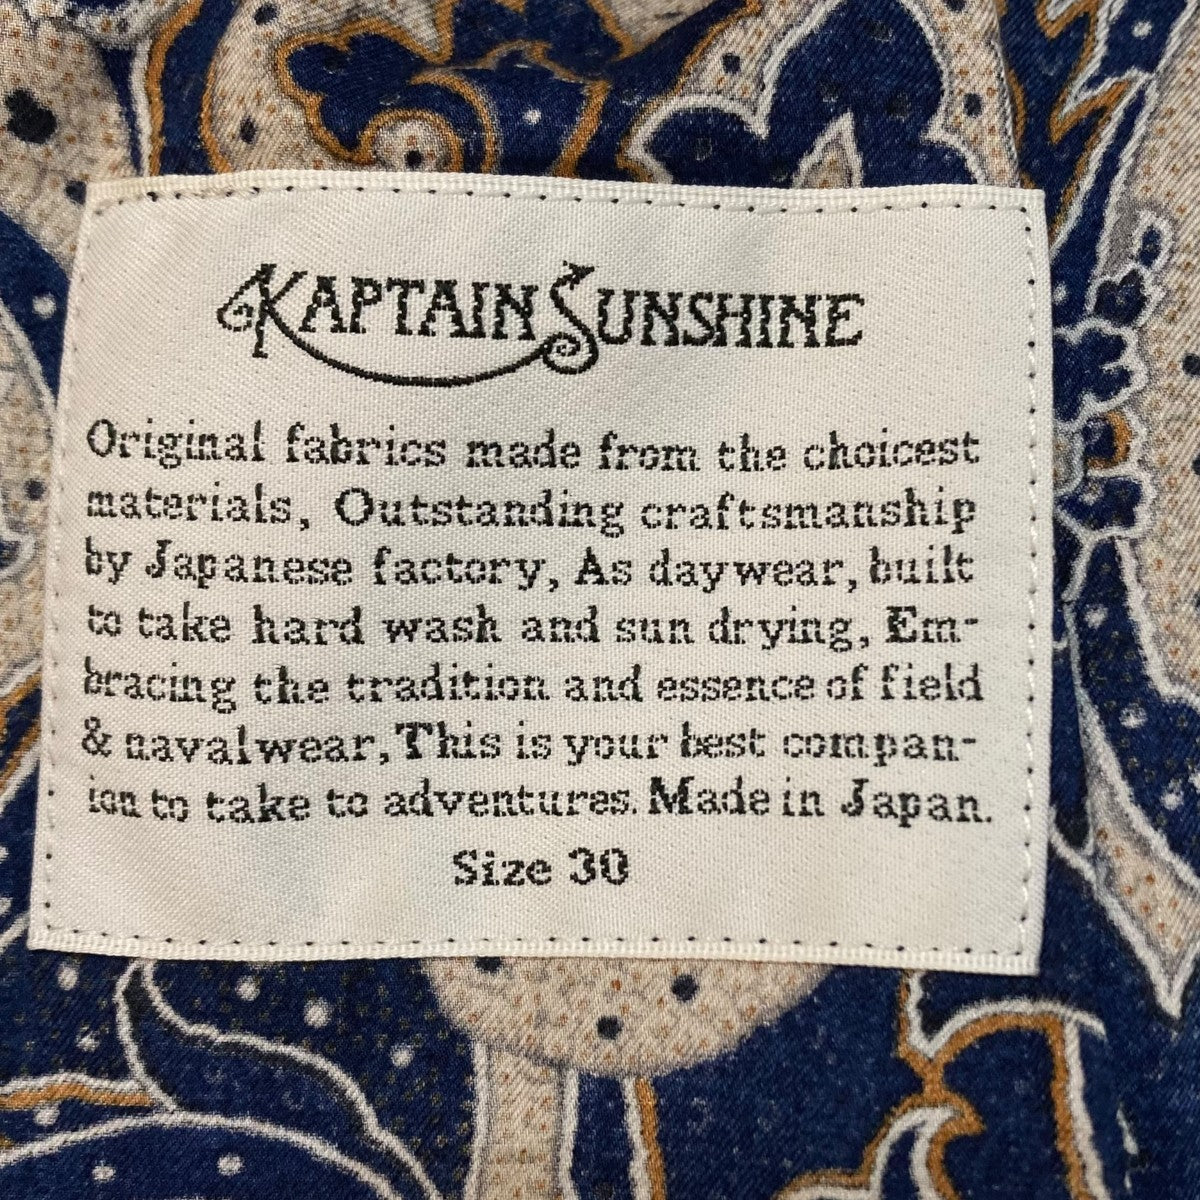 KAPTAIN SUNSHINE
Original fabrics made from the choicest
materials, Outstanding craftsmanship
by Japanese factory, As daywear, built
to take hard wash and sun drying, Em-
bracing the tradition and essence of field
& navalwear, This is your best compan-
ion to take to adventures. Made in Japan.
Size 30